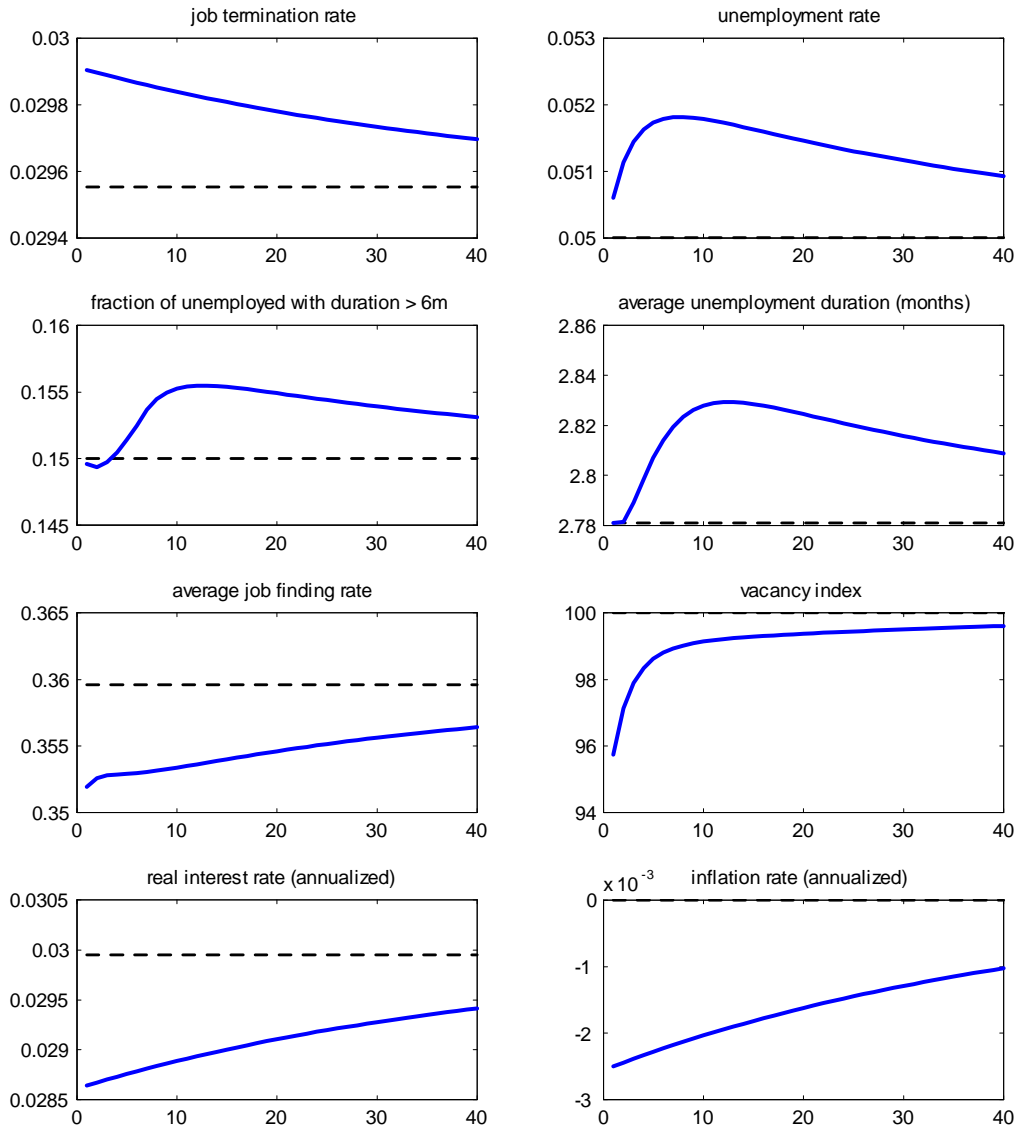 job termination rate
0.03
0.0298
0.0296
0.0294
0 10 20 30 40
unemployment rate
0.053
0.052
0.051
0.05
0 10 20 30 40
fraction of unemployed with duration > 6m
0.16
0.155
0.15
0.145
0 10 20 30 40
average unemployment duration (months)
2.86
2.84
2.82
2.8
2.78
0 10 20 30 40
average job finding rate
0.365
0.36
0.355
0.35
0 10 20 30 40
vacancy index
100
98
96
94
0 10 20 30 40
real interest rate (annualized)
0.0305
0.03
0.0295
0.029
0.0285
0 10 20 30 40
x 10^-3 inflation rate (annualized)
0
-1
-2
-3
0 10 20 30 40